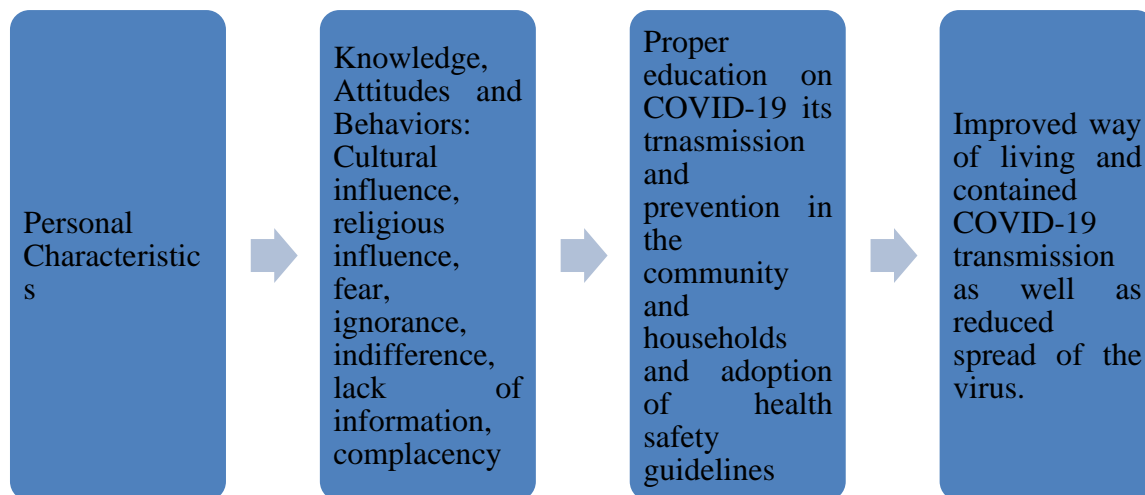 Personal
Characteristic
s
Knowledge,
Attitudes and
Behaviors:
Cultural
influence,
religious
influence,
fear,
ignorance,
indifference,
lack of
information,
complacency
Proper
education on
COVID-19 its
trnasmission
and
prevention in
the
community
and
households
and adoption
of health
safety
guidelines
Improved way
of living and
contained
COVID-19
transmission
as well as
reduced
spread of the
virus.